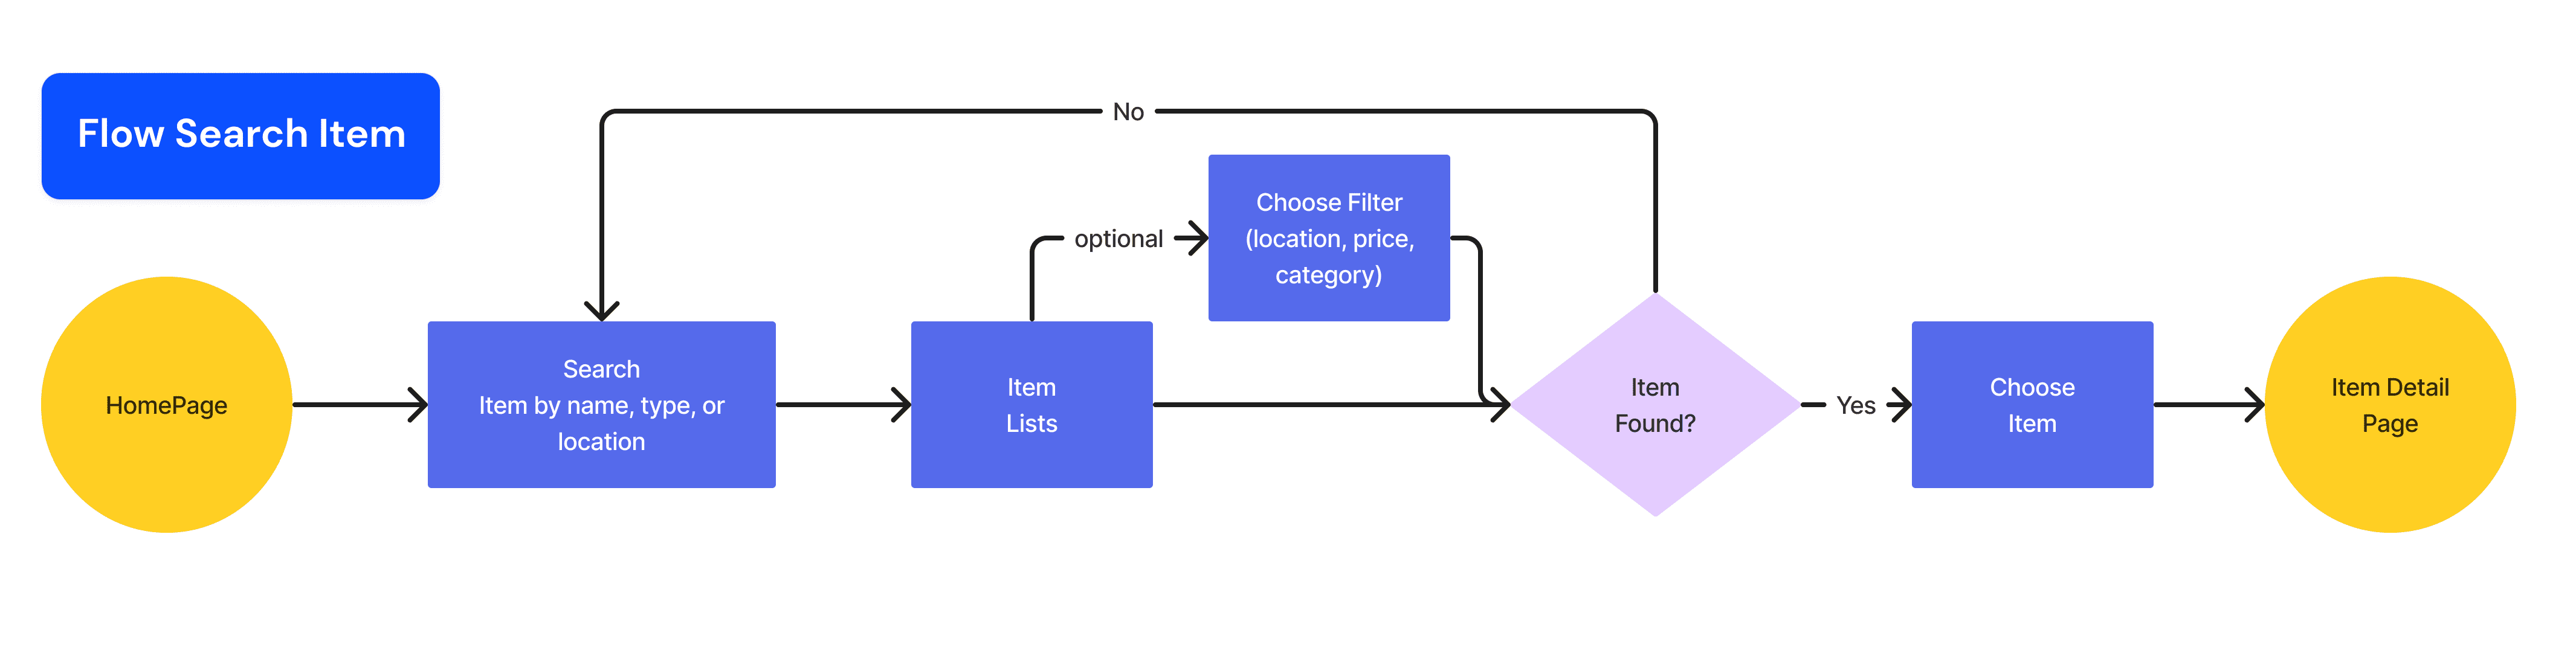 Flow Search Item
No
Choose Filter
(location, price,
category)
optional
HomePage
Search
Item by name, type, or
location
Item
Lists
Item
Found?
Yes
Choose
Item
Item Detail
Page